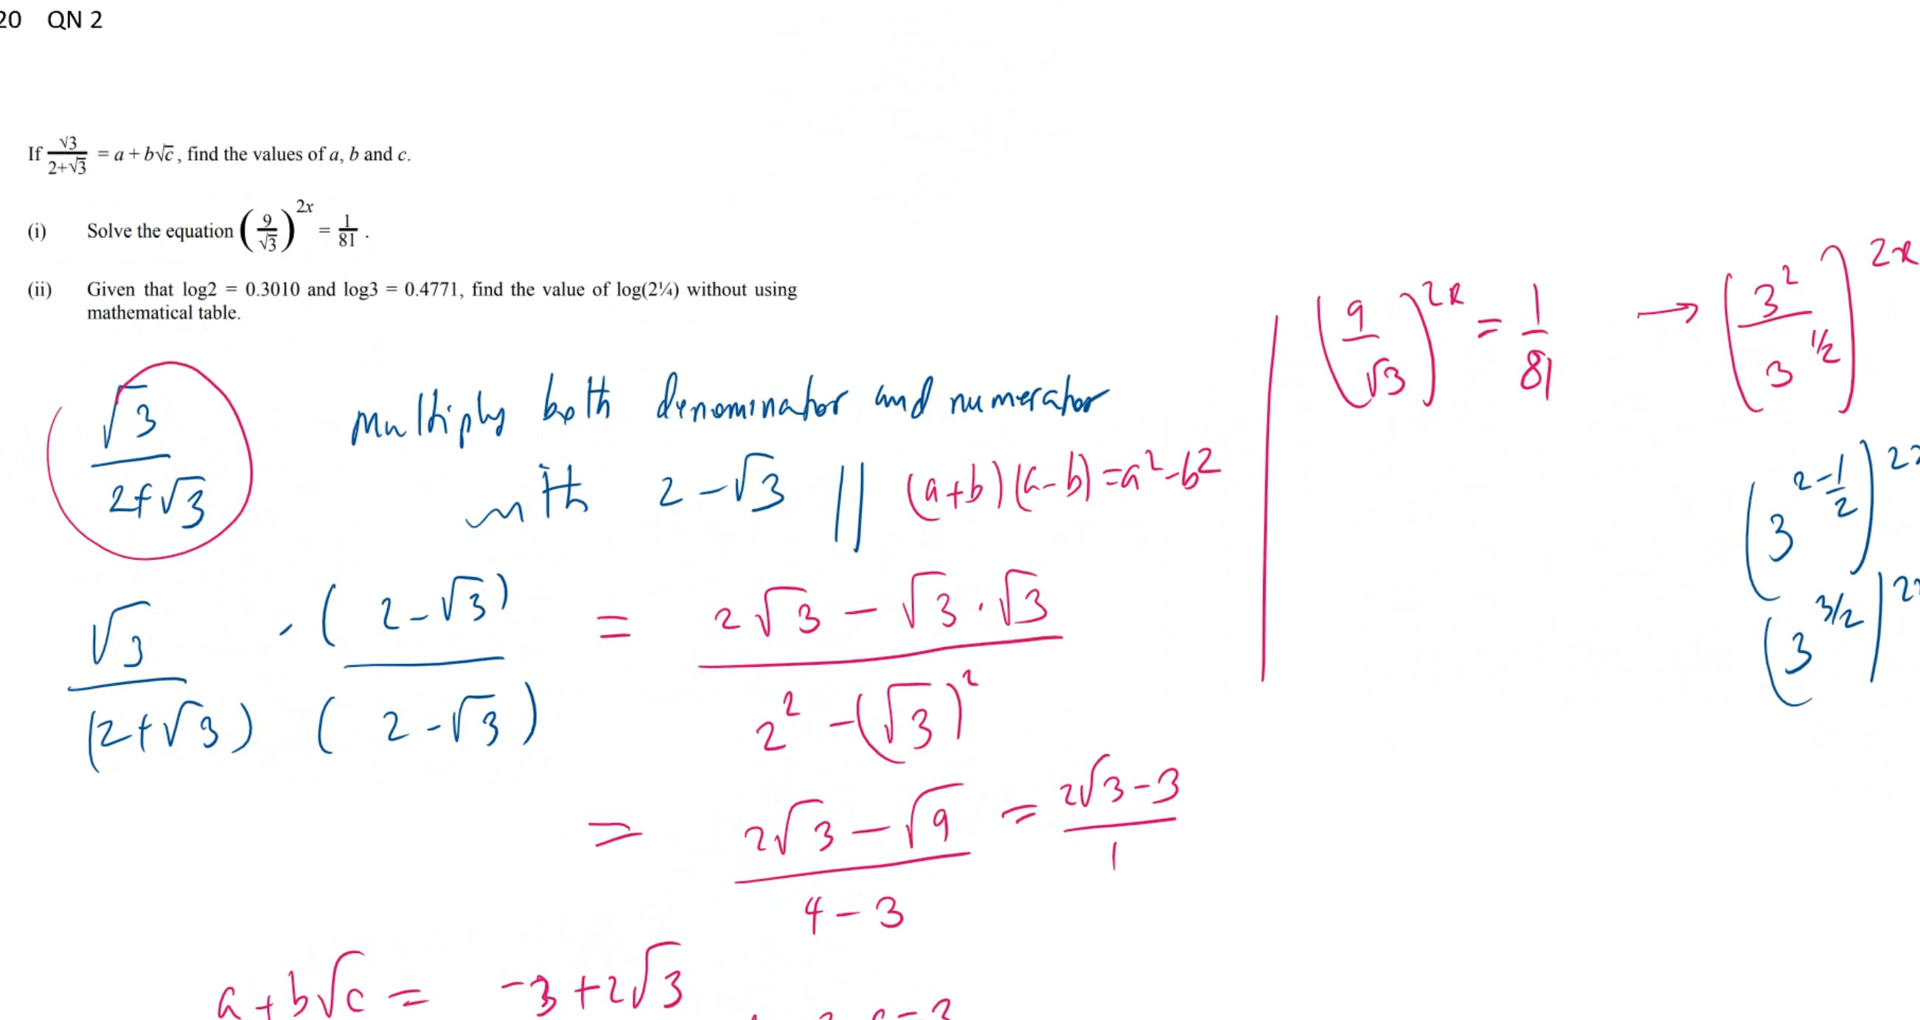 20 QN 2
If √3/(2+√3) = a + b√c, find the values of a, b and c.
(i) Solve the equation (9/√3)^2x = 1/81.
(ii) Given that log2 = 0.3010 and log3 = 0.4771, find the value of log(2¼) without using
mathematical table.
√3/(2+√3)
multiply both denominator and numerator
with 2-√3 || (a+b)(a-b)=a²-b²
√3/(2+√3) · (2-√3)/(2-√3) = (2√3 - √3·√3)/(2² - (√3)²)
= (2√3 - √9)/(4-3) = (2√3-3)/1
a+b√c = -3+2√3
(9/√3)^2x = 1/81 → (3²/3^1/2)^2x
(3^2-1/2)^2
(3^3/2)^2